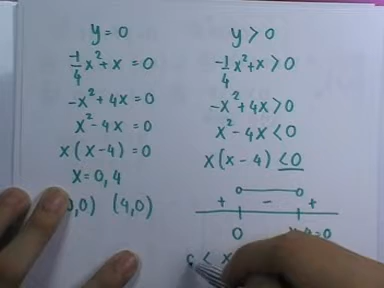 y = 0
-1/4 x² + x = 0
-x² + 4x = 0
x² - 4x = 0
x(x - 4) = 0
x = 0, 4
,0) (4,0)
y > 0
-1/4 x² + x > 0
-x² + 4x > 0
x² - 4x < 0
x(x - 4) < 0
+ - +
0
< x